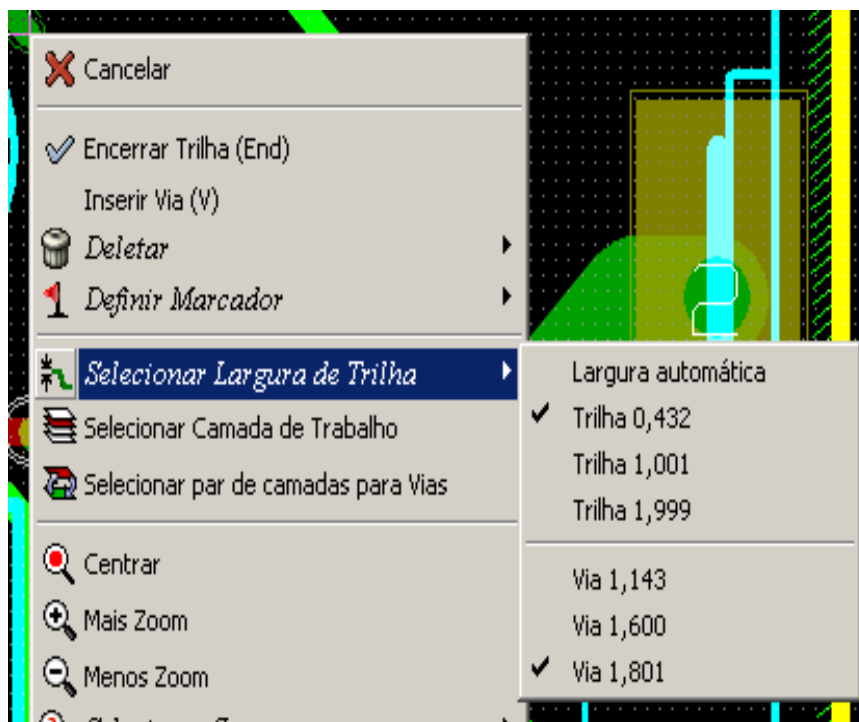 Cancelar
Encerrar Trilha (End)
Inserir Via (V)
Deletar
Definir Marcador
Selecionar Largura de Trilha
Selecionar Camada de Trabalho
Selecionar par de camadas para Vias
Centrar
Mais Zoom
Menos Zoom
2
Largura automática
Trilha 0,432
Trilha 1,001
Trilha 1,999
Via 1,143
Via 1,600
Via 1,801